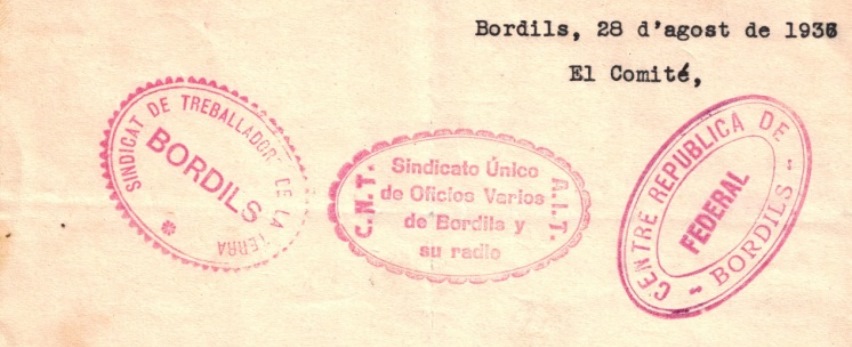 Bordils, 28 d'agost de 1936
El Comité,
SINDICAT DE TREBALLADORS DE LA TERRA
BORDILS
C.N.T.
Sindicato Único
de Oficios Varios
de Bordils y
su radio
A.I.T.
CENTRE REPUBLICA DE
FEDERAL
~ BORDILS ~